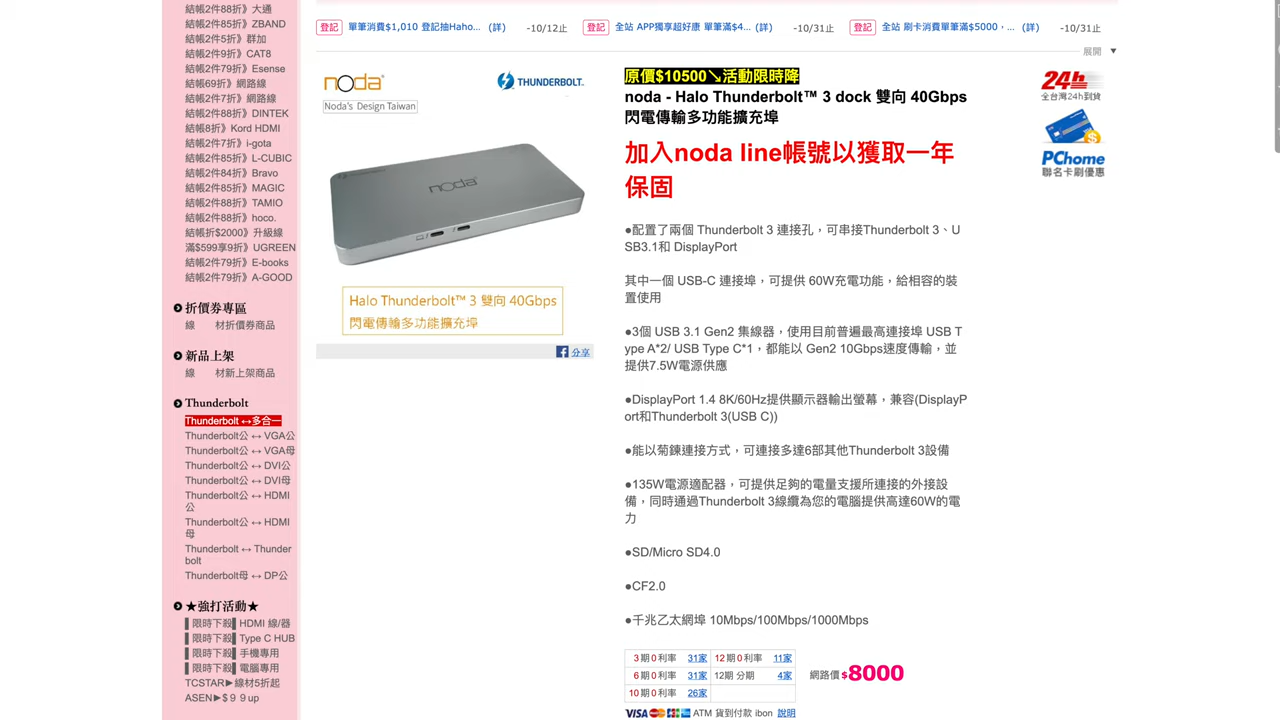 結帳2件88折》大通
結帳2件85折》ZBAND
結帳2件5折》群加
結帳2件9折》CAT8
結帳2件79折》Esense
結帳69折》網路線
結帳2件7折》網路線
結帳2件88折》DINTEK
結帳8折》Kord HDMI
結帳2件7折》i-gota
結帳2件85折》L-CUBIC
結帳2件84折》Bravo
結帳2件85折》MAGIC
結帳2件88折》TAMIO
結帳2件88折》hoco.
結帳折$2000》升級線
滿$599享9折》UGREEN
結帳2件79折》E-books
結帳2件79折》A-GOOD
折價券專區
線 材折價券商品
新品上架
線 材新上架商品
Thunderbolt
Thunderbolt ↔多合一
Thunderbolt公 ↔ VGA公
Thunderbolt公 ↔ VGA母
Thunderbolt公 ↔ DVI公
Thunderbolt公 ↔ DVI母
Thunderbolt公 ↔ HDMI
公
Thunderbolt公 ↔ HDMI
母
Thunderbolt ↔ Thunder
bolt
Thunderbolt母 ↔ DP公
★強打活動★
▌限時下殺▌HDMI 線/器
▌限時下殺▌Type C HUB
▌限時下殺▌手機專用
▌限時下殺▌電腦專用
TCSTAR►線材5折起
ASEN►$９９up
登記 單筆消費$1,010 登記抽Haho... (詳) -10/12止
登記 全站 APP獨享超好康 單筆滿$4... (詳) -10/31止
登記 全站 刷卡消費單筆滿$5000，... (詳) -10/31止
展開 ▼
noda
Noda's Design Taiwan
THUNDERBOLT.
noda
Halo Thunderbolt™ 3 雙向 40Gbps
閃電傳輸多功能擴充埠
分享
原價$10500↘活動限時降
noda - Halo Thunderbolt™ 3 dock 雙向 40Gbps
閃電傳輸多功能擴充埠
加入noda line帳號以獲取一年
保固
●配置了兩個 Thunderbolt 3 連接孔，可串接Thunderbolt 3、U
SB3.1和 DisplayPort
其中一個 USB-C 連接埠，可提供 60W充電功能，給相容的裝
置使用
●3個 USB 3.1 Gen2 集線器，使用目前普遍最高連接埠 USB T
ype A*2/ USB Type C*1，都能以 Gen2 10Gbps速度傳輸，並
提供7.5W電源供應
●DisplayPort 1.4 8K/60Hz提供顯示器輸出螢幕，兼容(DisplayP
ort和Thunderbolt 3(USB C))
●能以菊鍊連接方式，可連接多達6部其他Thunderbolt 3設備
●135W電源適配器，可提供足夠的電量支援所連接的外接設
備，同時通過Thunderbolt 3線纜為您的電腦提供高達60W的電
力
●SD/Micro SD4.0
●CF2.0
●千兆乙太網埠 10Mbps/100Mbps/1000Mbps
3期0利率 31家 12期0利率 11家
6期0利率 31家 12期 分期 4家
10期0利率 26家
網路價$8000
VISA JCB ATM 貨到付款 ibon 說明
24h
全台灣24h到貨
PChome
聯名卡刷優惠